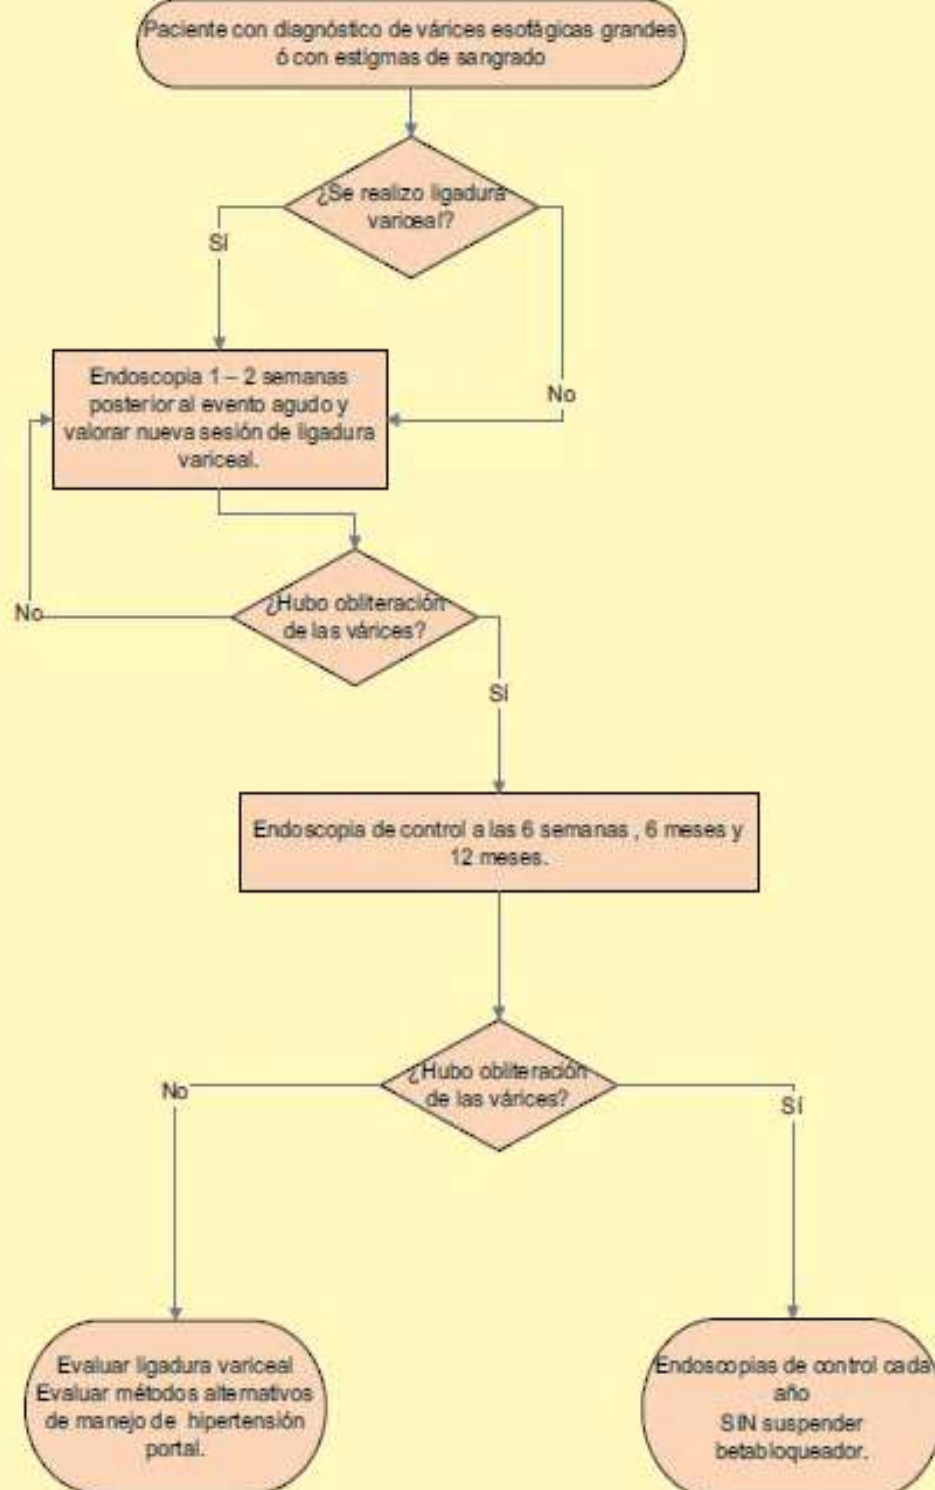 Paciente con diagnóstico de várices esofágicas grandes
ó con estigmas de sangrado
¿Se realizo ligadura
variceal?
Sí
No
Endoscopia 1 – 2 semanas
posterior al evento agudo y
valorar nueva sesión de ligadura
variceal.
¿Hubo obliteración
de las várices?
No
Sí
Endoscopia de control a las 6 semanas , 6 meses y
12 meses.
¿Hubo obliteración
de las várices?
No
Sí
Evaluar ligadura variceal
Evaluar métodos alternativos
de manejo de hipertensión
portal.
Endoscopias de control cada
año
SIN suspender
betabloqueador.